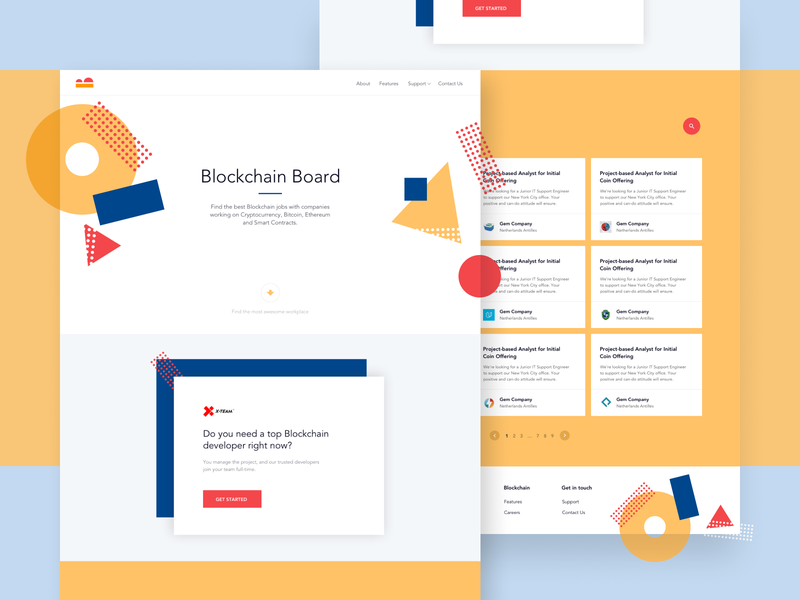 GET STARTED
About Features Support Contact Us
Blockchain Board
Find the best Blockchain jobs with companies
working on Cryptocurrency, Bitcoin, Ethereum
and Smart Contracts.
Find the most awesome workplace
X-TEAM
Do you need a top Blockchain
developer right now?
You manage the project, and our trusted developers
join your team full-time.
GET STARTED
Project-based Analyst for Initial
Coin Offering
We're looking for a Junior IT Support Engineer
to support our New York City office. Your
positive and can-do attitude will ensure.
Gem Company
Netherlands Antilles
Project-based Analyst for Initial
Coin Offering
We're looking for a Junior IT Support Engineer
to support our New York City office. Your
positive and can-do attitude will ensure.
Gem Company
Netherlands Antilles
Project-based Analyst for Initial
Coin Offering
We're looking for a Junior IT Support Engineer
to support our New York City office. Your
positive and can-do attitude will ensure.
Gem Company
Netherlands Antilles
Project-based Analyst for Initial
Coin Offering
We're looking for a Junior IT Support Engineer
to support our New York City office. Your
positive and can-do attitude will ensure.
Gem Company
Netherlands Antilles
Project-based Analyst for Initial
Coin Offering
We're looking for a Junior IT Support Engineer
to support our New York City office. Your
positive and can-do attitude will ensure.
Gem Company
Netherlands Antilles
Project-based Analyst for Initial
Coin Offering
We're looking for a Junior IT Support Engineer
to support our New York City office. Your
positive and can-do attitude will ensure.
Gem Company
Netherlands Antilles
1 2 3 ... 7 8 9
Blockchain
Features
Careers
Get in touch
Support
Contact Us